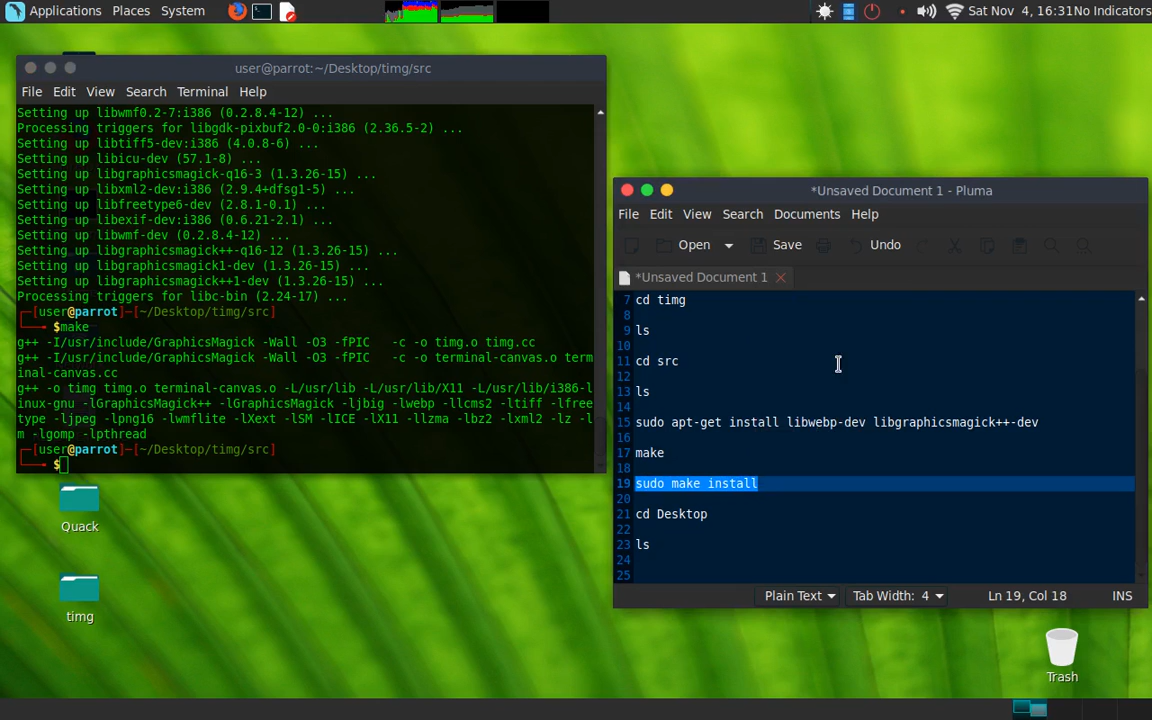 Applications Places System
Sat Nov 4, 16:31No Indicators
user@parrot:~/Desktop/timg/src
File Edit View Search Terminal Help
Setting up libwmf0.2-7:i386 (0.2.8.4-12) ...
Processing triggers for libgdk-pixbuf2.0-0:i386 (2.36.5-2) ...
Setting up libtiff5-dev:i386 (4.0.8-6) ...
Setting up libicu-dev (57.1-8) ...
Setting up libgraphicsmagick-q16-3 (1.3.26-15) ...
Setting up libxml2-dev:i386 (2.9.4+dfsg1-5) ...
Setting up libfreetype6-dev (2.8.1-0.1) ...
Setting up libexif-dev:i386 (0.6.21-2.1) ...
Setting up libwmf-dev (0.2.8.4-12) ...
Setting up libgraphicsmagick++-q16-12 (1.3.26-15) ...
Setting up libgraphicsmagick1-dev (1.3.26-15) ...
Setting up libgraphicsmagick++1-dev (1.3.26-15) ...
Processing triggers for libc-bin (2.24-17) ...
┌─[user@parrot]─[~/Desktop/timg/src]
└──╼ $make
g++ -I/usr/include/GraphicsMagick -Wall -O3 -fPIC   -c -o timg.o timg.cc
g++ -I/usr/include/GraphicsMagick -Wall -O3 -fPIC   -c -o terminal-canvas.o term
inal-canvas.cc
g++ -o timg timg.o terminal-canvas.o -L/usr/lib -L/usr/lib/X11 -L/usr/lib/i386-l
inux-gnu -lGraphicsMagick++ -lGraphicsMagick -ljbig -lwebp -llcms2 -ltiff -lfree
type -ljpeg -lpng16 -lwmflite -lXext -lSM -lICE -lX11 -llzma -lbz2 -lxml2 -lz -l
m -lgomp -lpthread
┌─[user@parrot]─[~/Desktop/timg/src]
└──╼ $
*Unsaved Document 1 - Pluma
File Edit View Search Documents Help
Open Save Undo
*Unsaved Document 1
7 cd timg
8
9 ls
10
11 cd src
12
13 ls
14
15 sudo apt-get install libwebp-dev libgraphicsmagick++-dev
16
17 make
18
19 sudo make install
20
21 cd Desktop
22
23 ls
24
25
Plain Text Tab Width: 4 Ln 19, Col 18 INS
Quack
timg
Trash